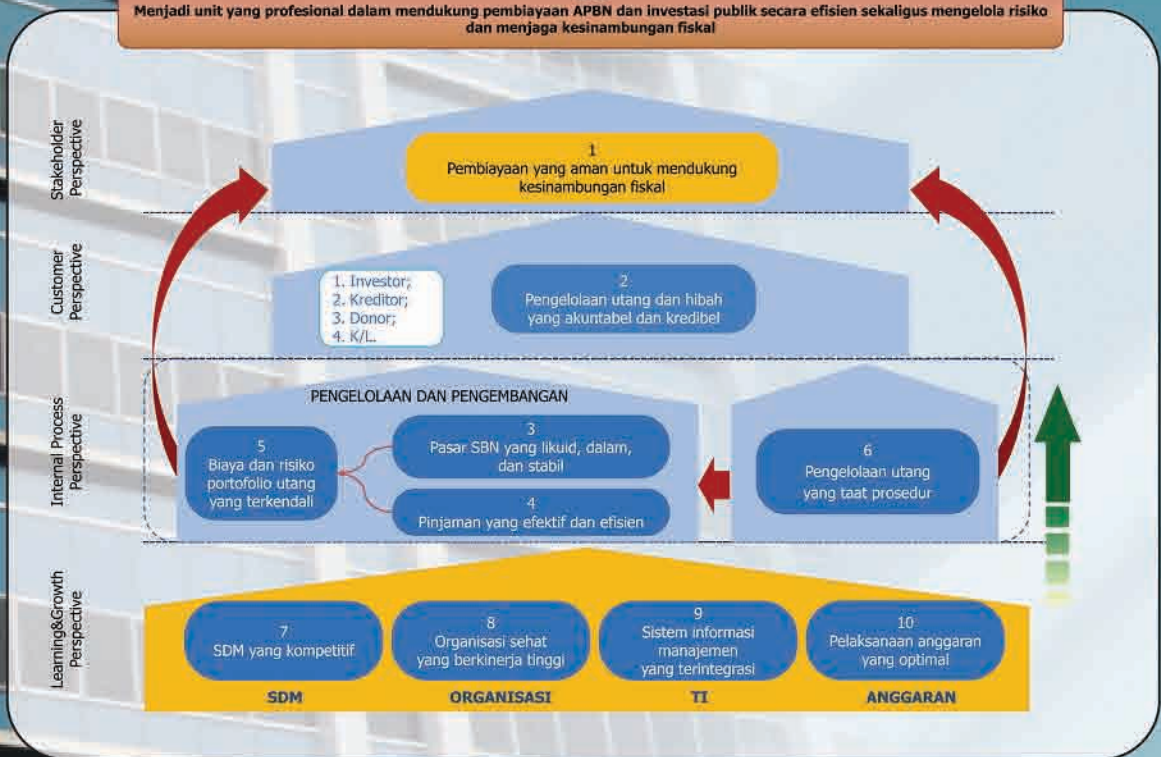 Menjadi unit yang profesional dalam mendukung pembiayaan APBN dan investasi publik secara efisien sekaligus mengelola risiko
dan menjaga kesinambungan fiskal
Stakeholder
Perspective
1
Pembiayaan yang aman untuk mendukung
kesinambungan fiskal
Customer
Perspective
1. Investor;
2. Kreditor;
3. Donor;
4. K/L.
2
Pengelolaan utang dan hibah
yang akuntabel dan kredibel
Internal Process
Perspective
PENGELOLAAN DAN PENGEMBANGAN
5
Biaya dan risiko
portofolio utang
yang terkendali
3
Pasar SBN yang likuid, dalam,
dan stabil
4
Pinjaman yang efektif dan efisien
6
Pengelolaan utang
yang taat prosedur
Learning&Growth
Perspective
7
SDM yang kompetitif
8
Organisasi sehat
yang berkinerja tinggi
9
Sistem informasi
manajemen
yang terintegrasi
10
Pelaksanaan anggaran
yang optimal
SDM
ORGANISASI
TI
ANGGARAN